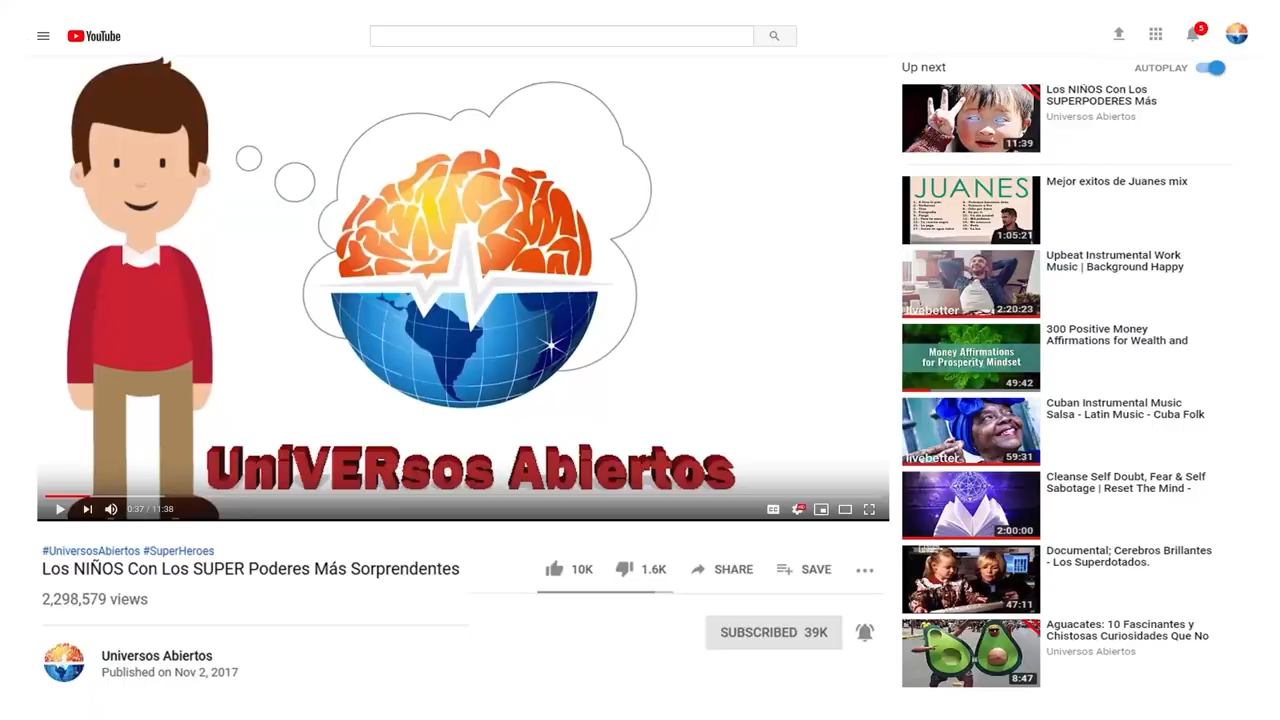 YouTube
5
Up next
AUTOPLAY
UniVERsos Abiertos
0:37 / 11:38
CC
HD
#UniversosAbiertos #SuperHeroes
Los NIÑOS Con Los SUPER Poderes Más Sorprendentes
2,298,579 views
10K
1.6K
SHARE
SAVE
SUBSCRIBED 39K
Universos Abiertos
Published on Nov 2, 2017
11:39
Los NIÑOS Con Los
SUPERPODERES Más
Universos Abiertos
JUANES
1:05:21
Mejor exitos de Juanes mix
livebetter
2:20:23
Upbeat Instrumental Work
Music | Background Happy
Money Affirmations
for Prosperity Mindset
49:42
300 Positive Money
Affirmations for Wealth and
livebetter
59:31
Cuban Instrumental Music
Salsa - Latin Music - Cuba Folk
2:00:00
Cleanse Self Doubt, Fear & Self
Sabotage | Reset The Mind -
47:11
Documental; Cerebros Brillantes
- Los Superdotados.
8:47
Aguacates: 10 Fascinantes y
Chistosas Curiosidades Que No
Universos Abiertos